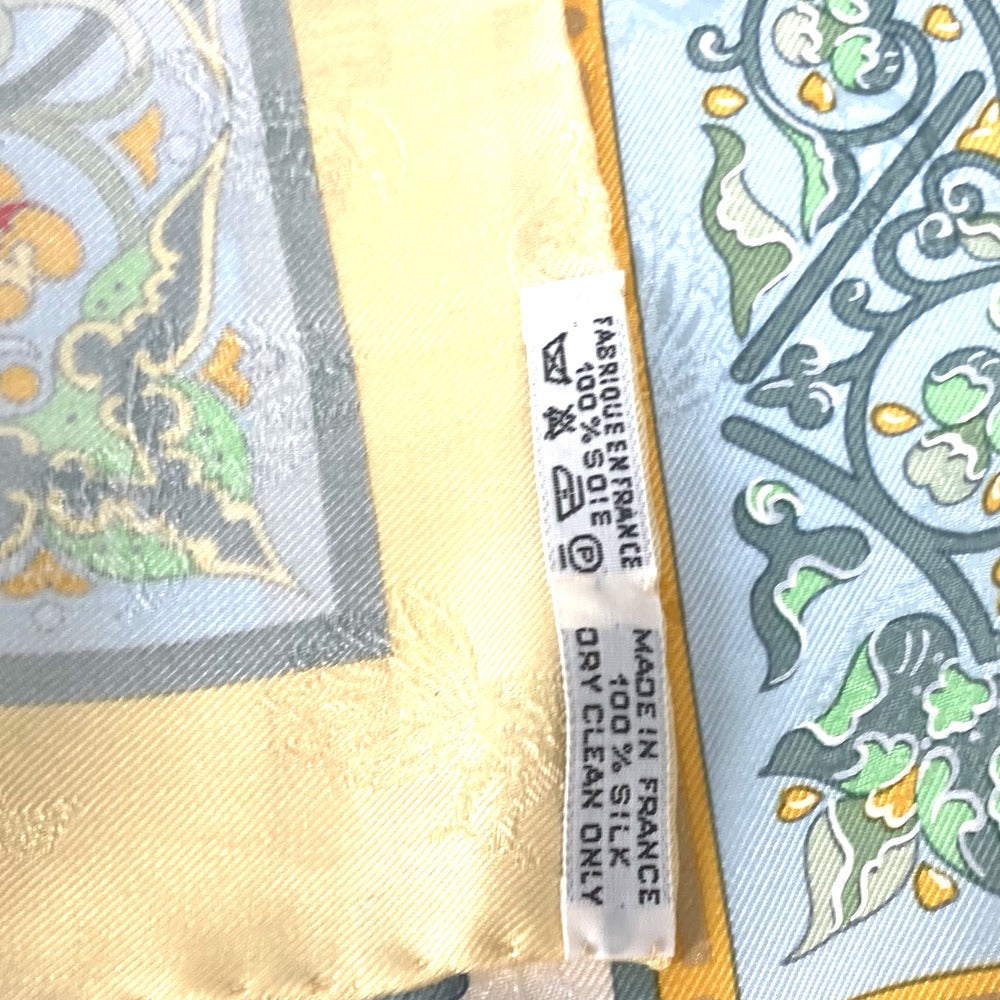 FABRIQUE EN FRANCE
100 % SOIE
P
MADE IN FRANCE
100 % SILK
DRY CLEAN ONLY